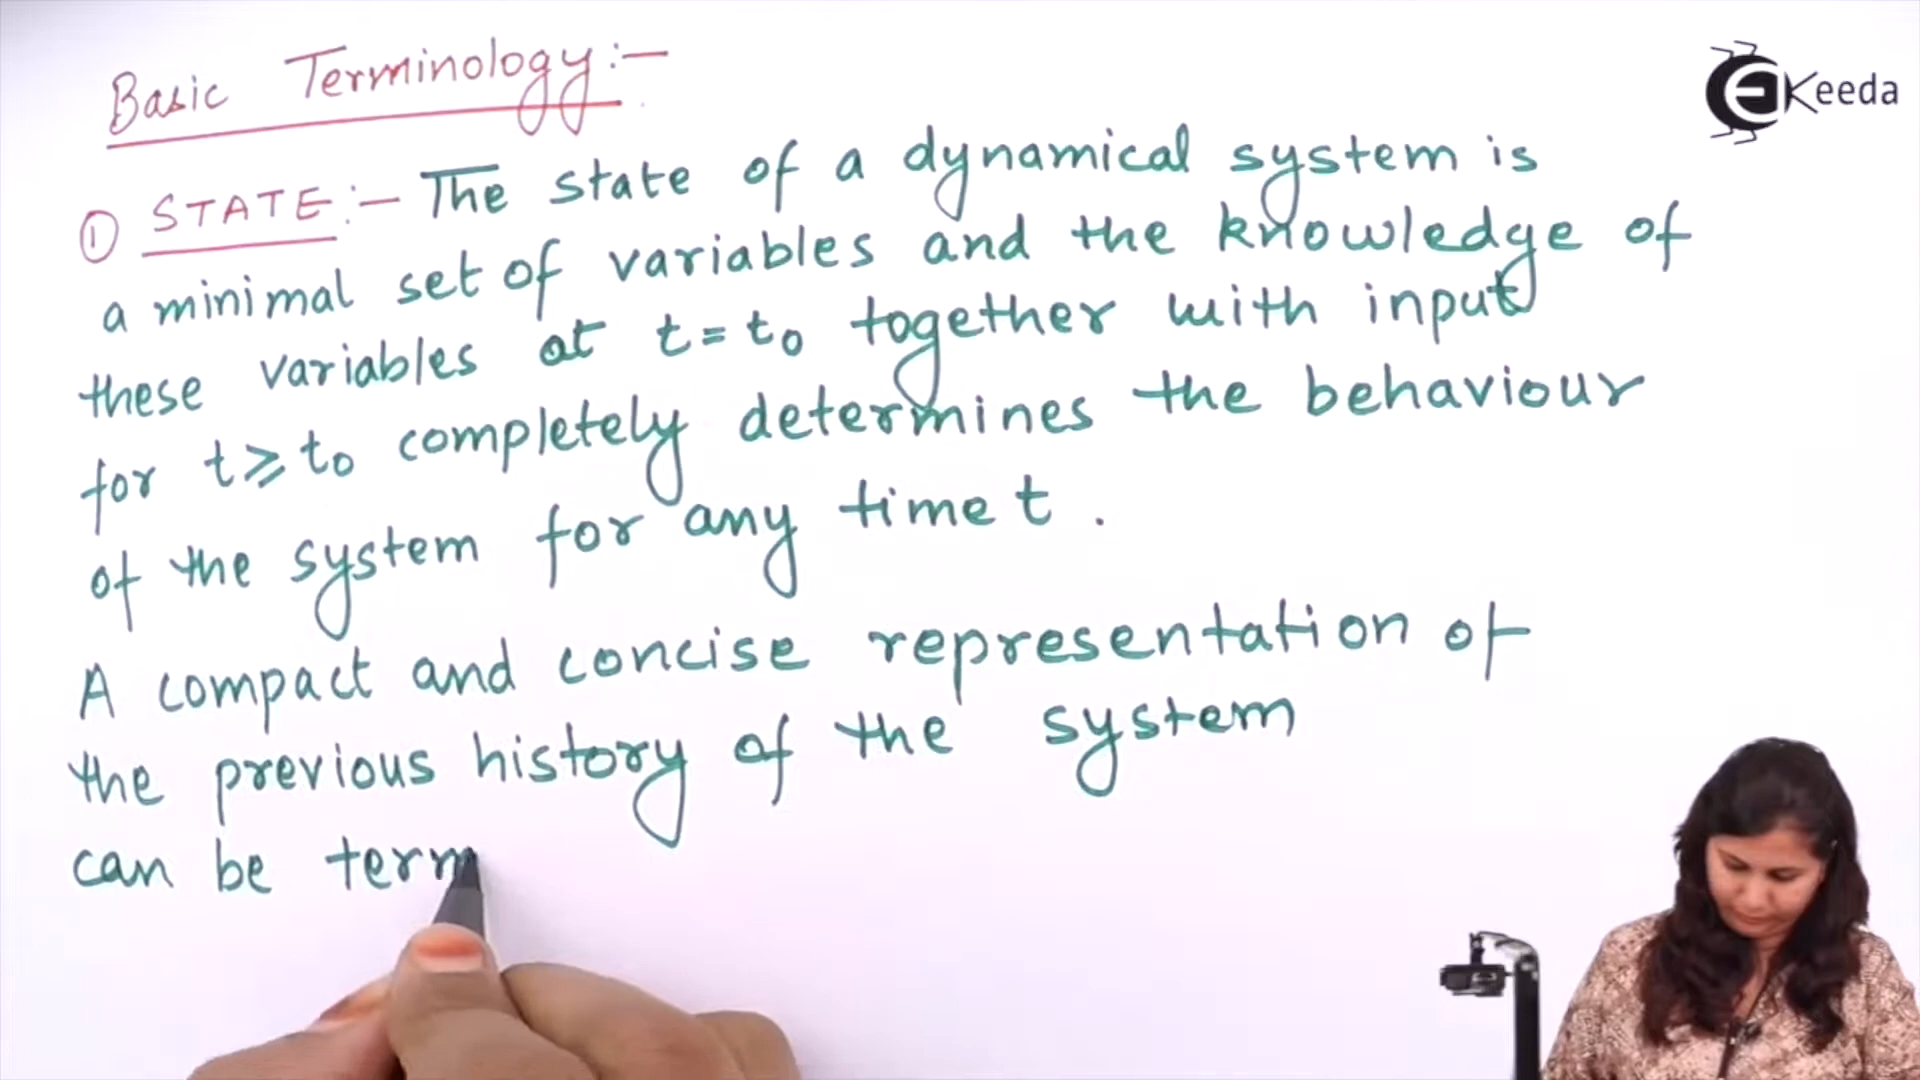 Basic Terminology:-
① STATE:- The state of a dynamical system is
a minimal set of variables and the knowledge of
these variables at t=t₀ together with input
for t⩾t₀ completely determines the behaviour
of the system for any time t.
A compact and concise representation of
the previous history of the system
can be term
EKeeda